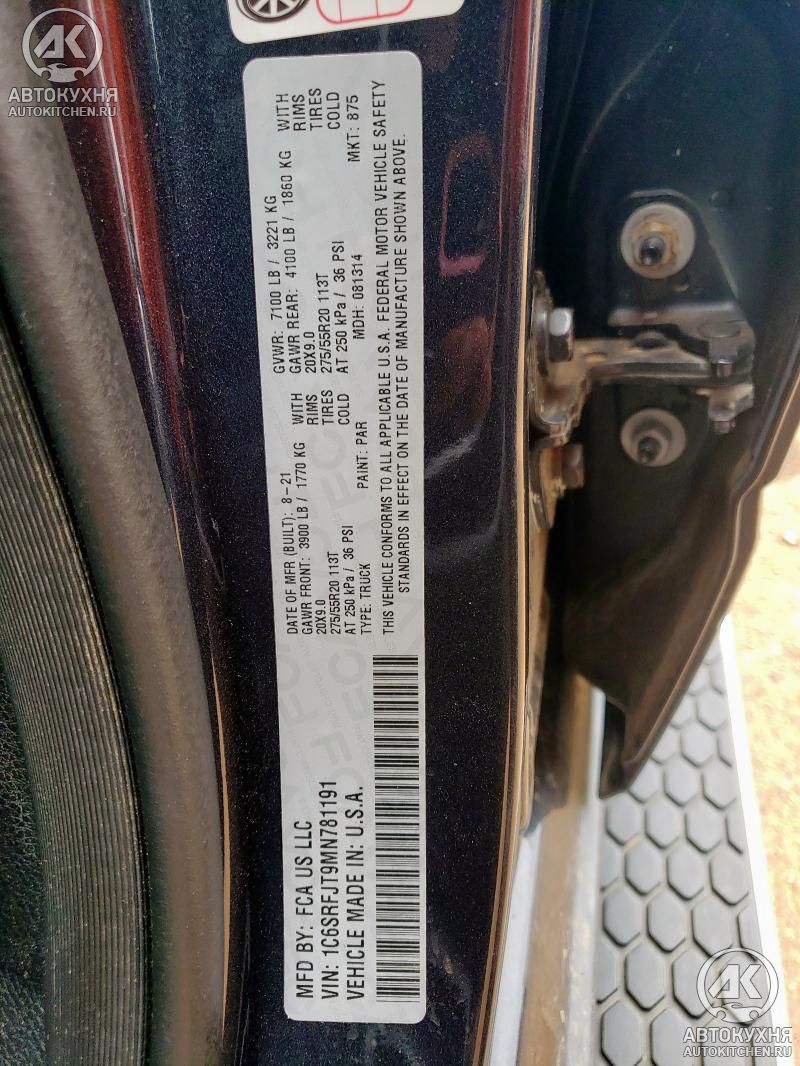 АВТОКУХНЯ
AUTOKITCHEN.RU
MFD BY: FCA US LLC
VIN: 1C6SRFJT9MN781191
VEHICLE MADE IN: U.S.A.
DATE OF MFR (BUILT): 8-21
GAWR FRONT: 3900 LB / 1770 KG WITH
20X9.0 RIMS
275/55R20 113T TIRES
AT 250 kPa / 36 PSI COLD
TYPE: TRUCK PAINT: PAR
GVWR: 7100 LB / 3221 KG
GAWR REAR: 4100 LB / 1860 KG WITH
20X9.0 RIMS
275/55R20 113T TIRES
AT 250 kPa / 36 PSI COLD
MDH: 081314 MKT: 875
THIS VEHICLE CONFORMS TO ALL APPLICABLE U.S.A. FEDERAL MOTOR VEHICLE SAFETY
STANDARDS IN EFFECT ON THE DATE OF MANUFACTURE SHOWN ABOVE.
АВТОКУХНЯ
AUTOKITCHEN.RU